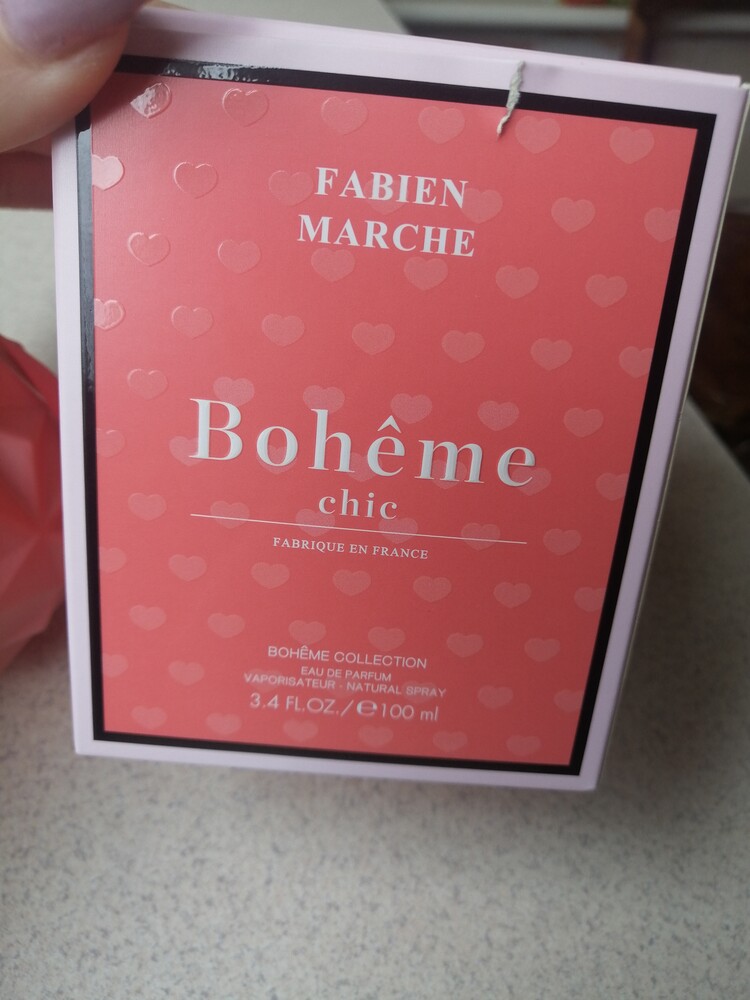 FABIEN
MARCHE
Bohême
chic
FABRIQUE EN FRANCE
BOHÊME COLLECTION
EAU DE PARFUM
VAPORISATEUR - NATURAL SPRAY
3.4 FL.OZ./℮100 ml